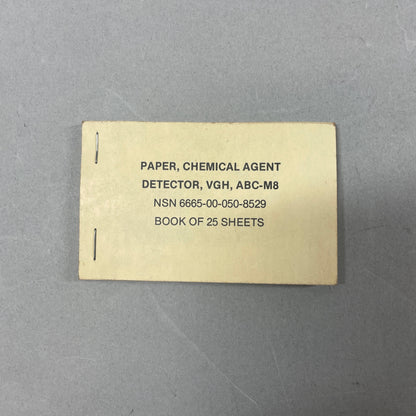 PAPER, CHEMICAL AGENT
DETECTOR, VGH, ABC-M8
NSN 6665-00-050-8529
BOOK OF 25 SHEETS